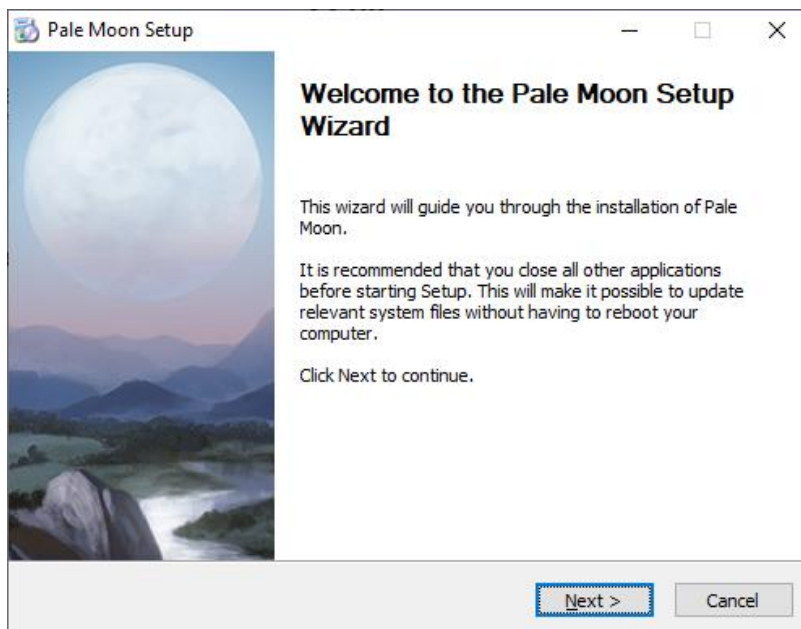 Pale Moon Setup
Welcome to the Pale Moon Setup
Wizard
This wizard will guide you through the installation of Pale
Moon.
It is recommended that you close all other applications
before starting Setup. This will make it possible to update
relevant system files without having to reboot your
computer.
Click Next to continue.
Next >
Cancel